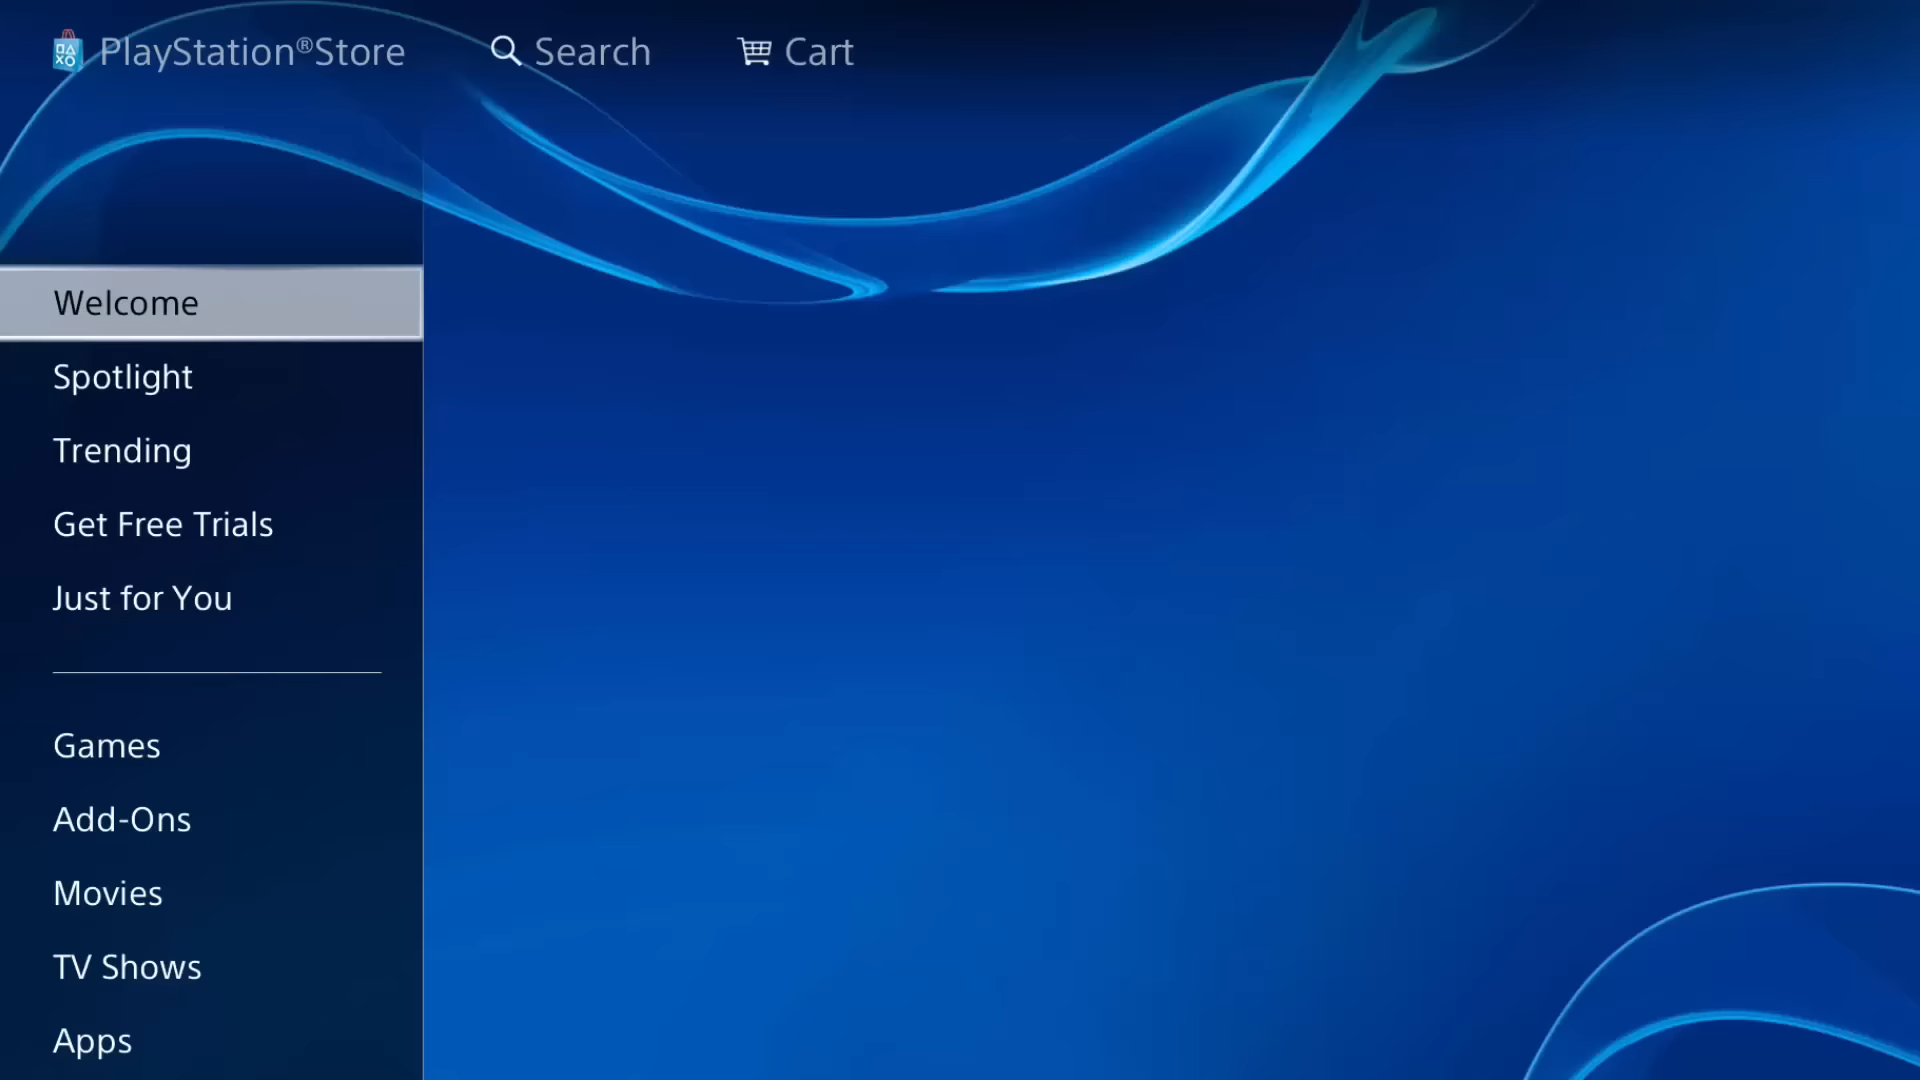 PlayStation®Store
Search
Cart
Welcome
Spotlight
Trending
Get Free Trials
Just for You
Games
Add-Ons
Movies
TV Shows
Apps